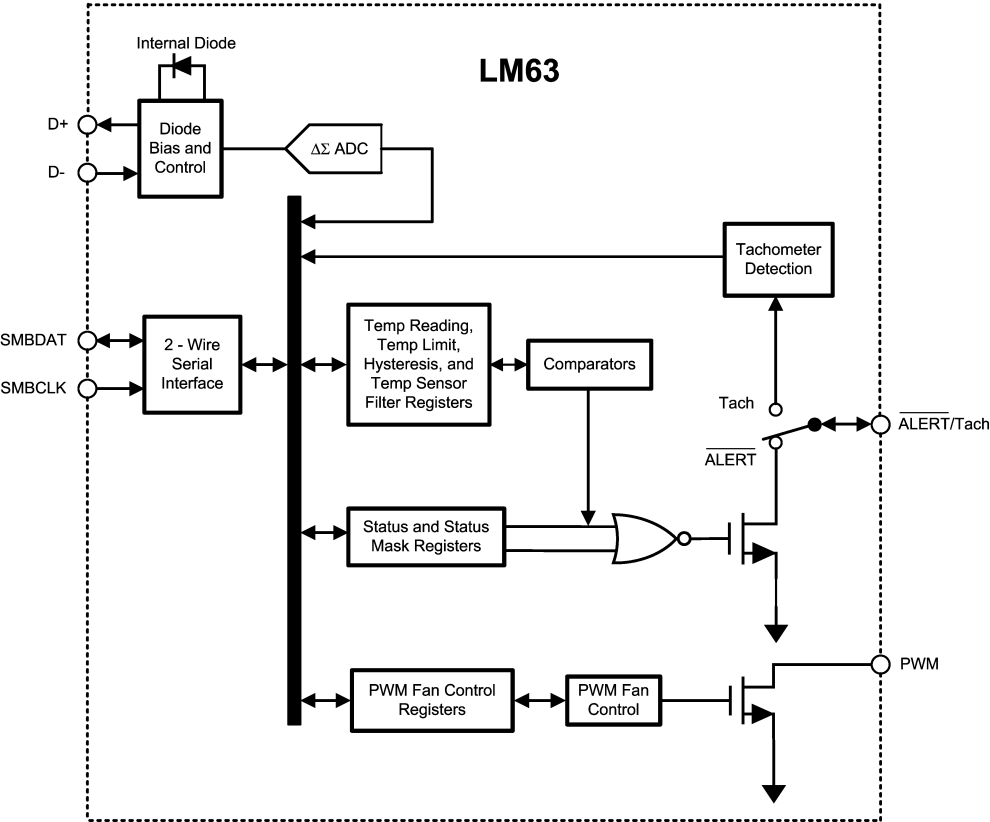 LM63
Internal Diode
D+
D-
Diode
Bias and
Control
ΔΣ ADC
Tachometer
Detection
SMBDAT
SMBCLK
2 - Wire
Serial
Interface
Temp Reading,
Temp Limit,
Hysteresis, and
Temp Sensor
Filter Registers
Comparators
Tach
ALERT
ALERT/Tach
Status and Status
Mask Registers
PWM Fan Control
Registers
PWM Fan
Control
PWM